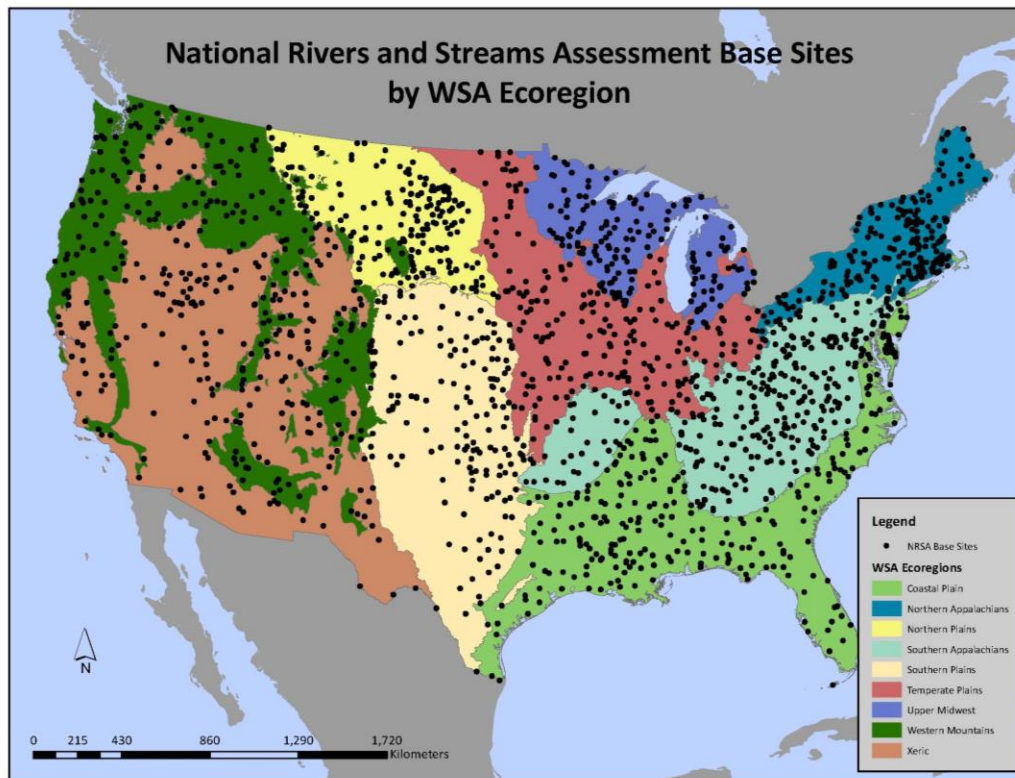 National Rivers and Streams Assessment Base Sites
by WSA Ecoregion
Legend
NRSA Base Sites
WSA Ecoregions
Coastal Plain
Northern Appalachians
Northern Plains
Southern Appalachians
Southern Plains
Temperate Plains
Upper Midwest
Western Mountains
Xeric
N
0 215 430 860 1,290 1,720
Kilometers